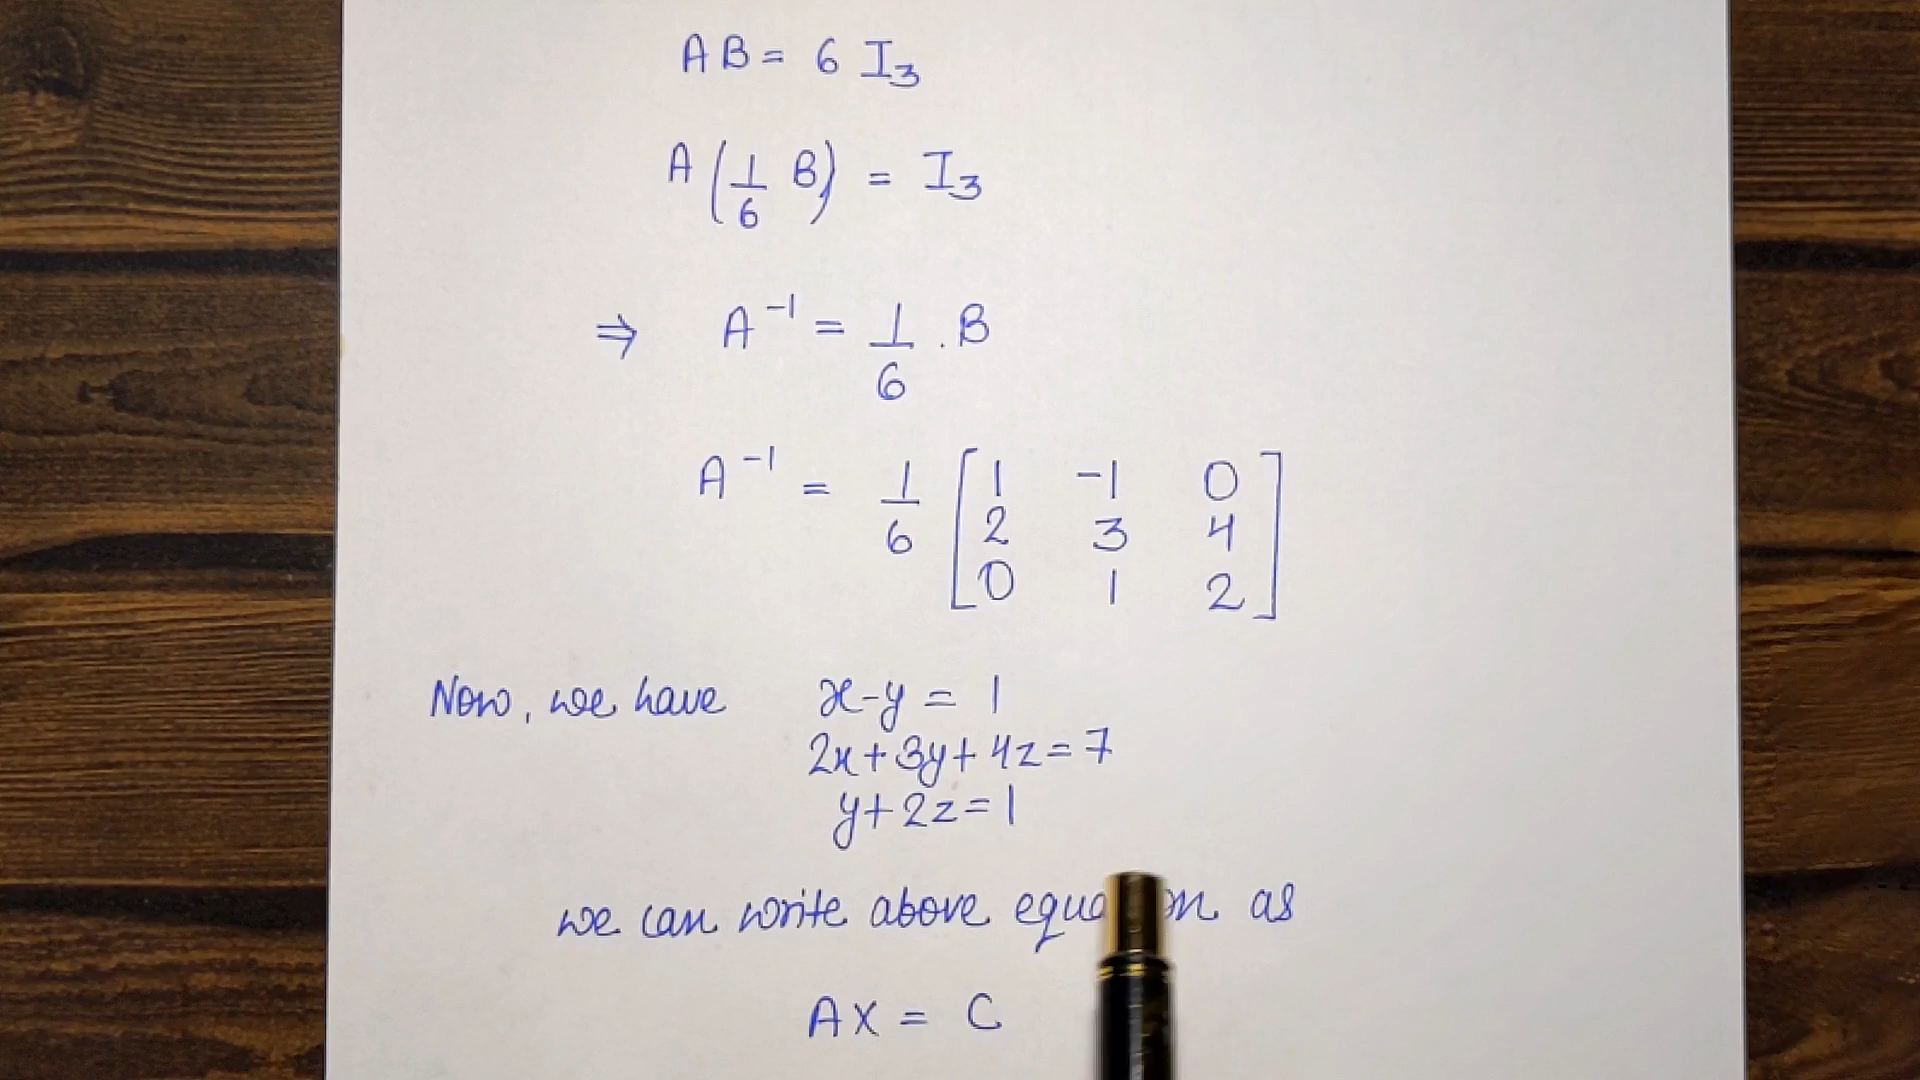 AB = 6 I₃
A (1/6 B) = I₃
⇒ A⁻¹ = 1/6 . B
A⁻¹ = 1/6 [1 -1 0
2 3 4
0 1 2]
Now, we have x-y = 1
2x+3y+4z=7
y+2z=1
we can write above as
AX = C